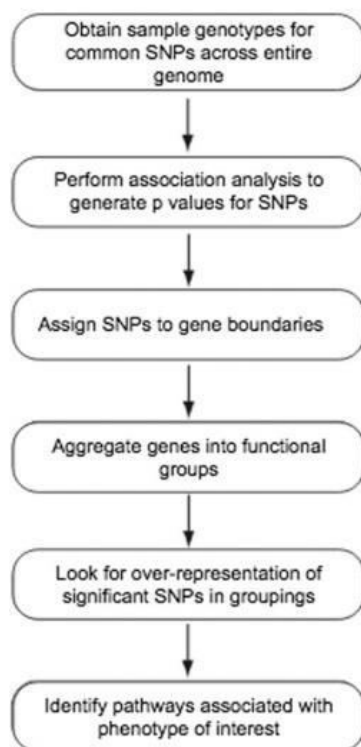 Obtain sample genotypes for
common SNPs across entire
genome
Perform association analysis to
generate p values for SNPs
Assign SNPs to gene boundaries
Aggregate genes into functional
groups
Look for over-representation of
significant SNPs in groupings
Identify pathways associated with
phenotype of interest